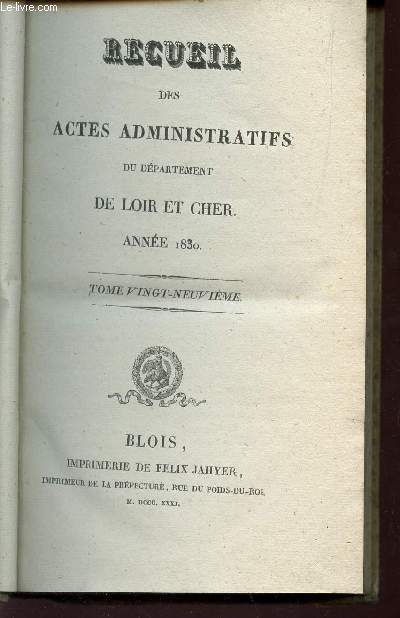 Le-livre.com
RECUEIL
DES
ACTES ADMINISTRATIFS
DU DÉPARTEMENT
DE LOIR ET CHER.
ANNÉE 1830.
TOME VINGT-NEUVIÈME.
BLOIS,
IMPRIMERIE DE FELIX JAHYER,
IMPRIMEUR DE LA PRÉFECTURE, RUE DU POIDS-DU-ROI.
M. DCCC. XXXI.